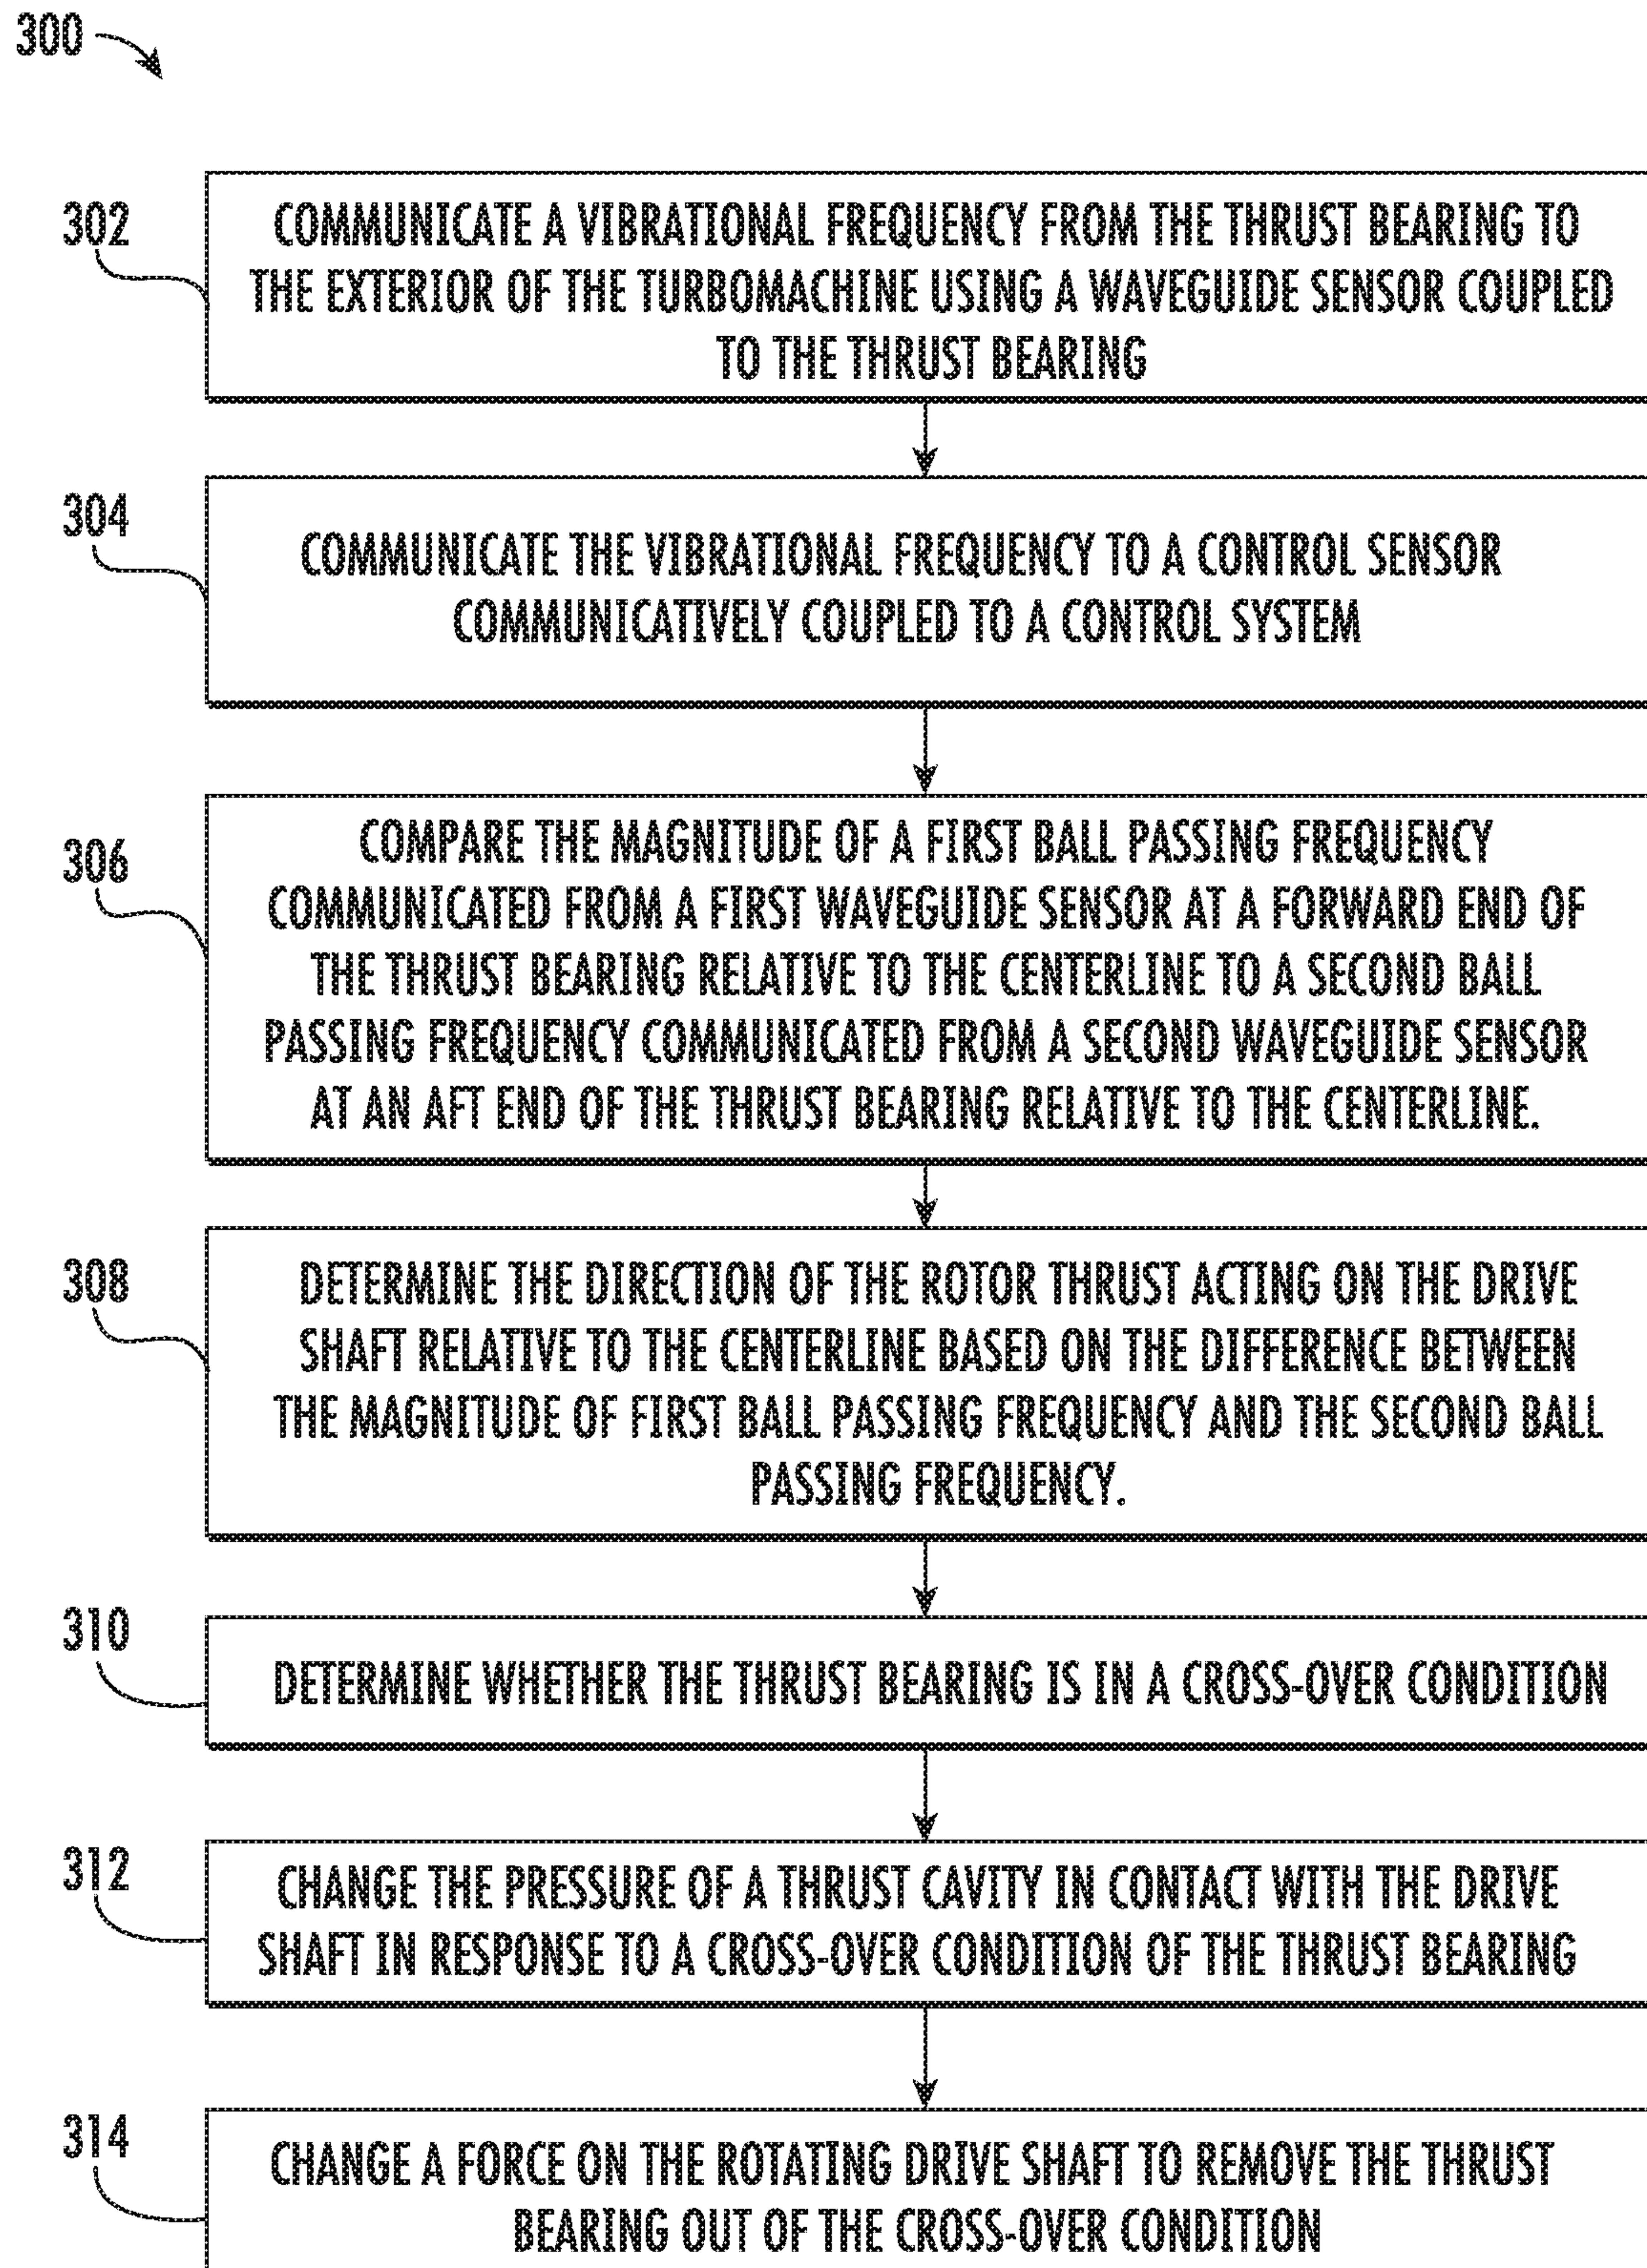 300
302
COMMUNICATE A VIBRATIONAL FREQUENCY FROM THE THRUST BEARING TO
THE EXTERIOR OF THE TURBOMACHINE USING A WAVEGUIDE SENSOR COUPLED
TO THE THRUST BEARING
304
COMMUNICATE THE VIBRATIONAL FREQUENCY TO A CONTROL SENSOR
COMMUNICATIVELY COUPLED TO A CONTROL SYSTEM
306
COMPARE THE MAGNITUDE OF A FIRST BALL PASSING FREQUENCY
COMMUNICATED FROM A FIRST WAVEGUIDE SENSOR AT A FORWARD END OF
THE THRUST BEARING RELATIVE TO THE CENTERLINE TO A SECOND BALL
PASSING FREQUENCY COMMUNICATED FROM A SECOND WAVEGUIDE SENSOR
AT AN AFT END OF THE THRUST BEARING RELATIVE TO THE CENTERLINE.
308
DETERMINE THE DIRECTION OF THE ROTOR THRUST ACTING ON THE DRIVE
SHAFT RELATIVE TO THE CENTERLINE BASED ON THE DIFFERENCE BETWEEN
THE MAGNITUDE OF FIRST BALL PASSING FREQUENCY AND THE SECOND BALL
PASSING FREQUENCY.
310
DETERMINE WHETHER THE THRUST BEARING IS IN A CROSS-OVER CONDITION
312
CHANGE THE PRESSURE OF A THRUST CAVITY IN CONTACT WITH THE DRIVE
SHAFT IN RESPONSE TO A CROSS-OVER CONDITION OF THE THRUST BEARING
314
CHANGE A FORCE ON THE ROTATING DRIVE SHAFT TO REMOVE THE THRUST
BEARING OUT OF THE CROSS-OVER CONDITION